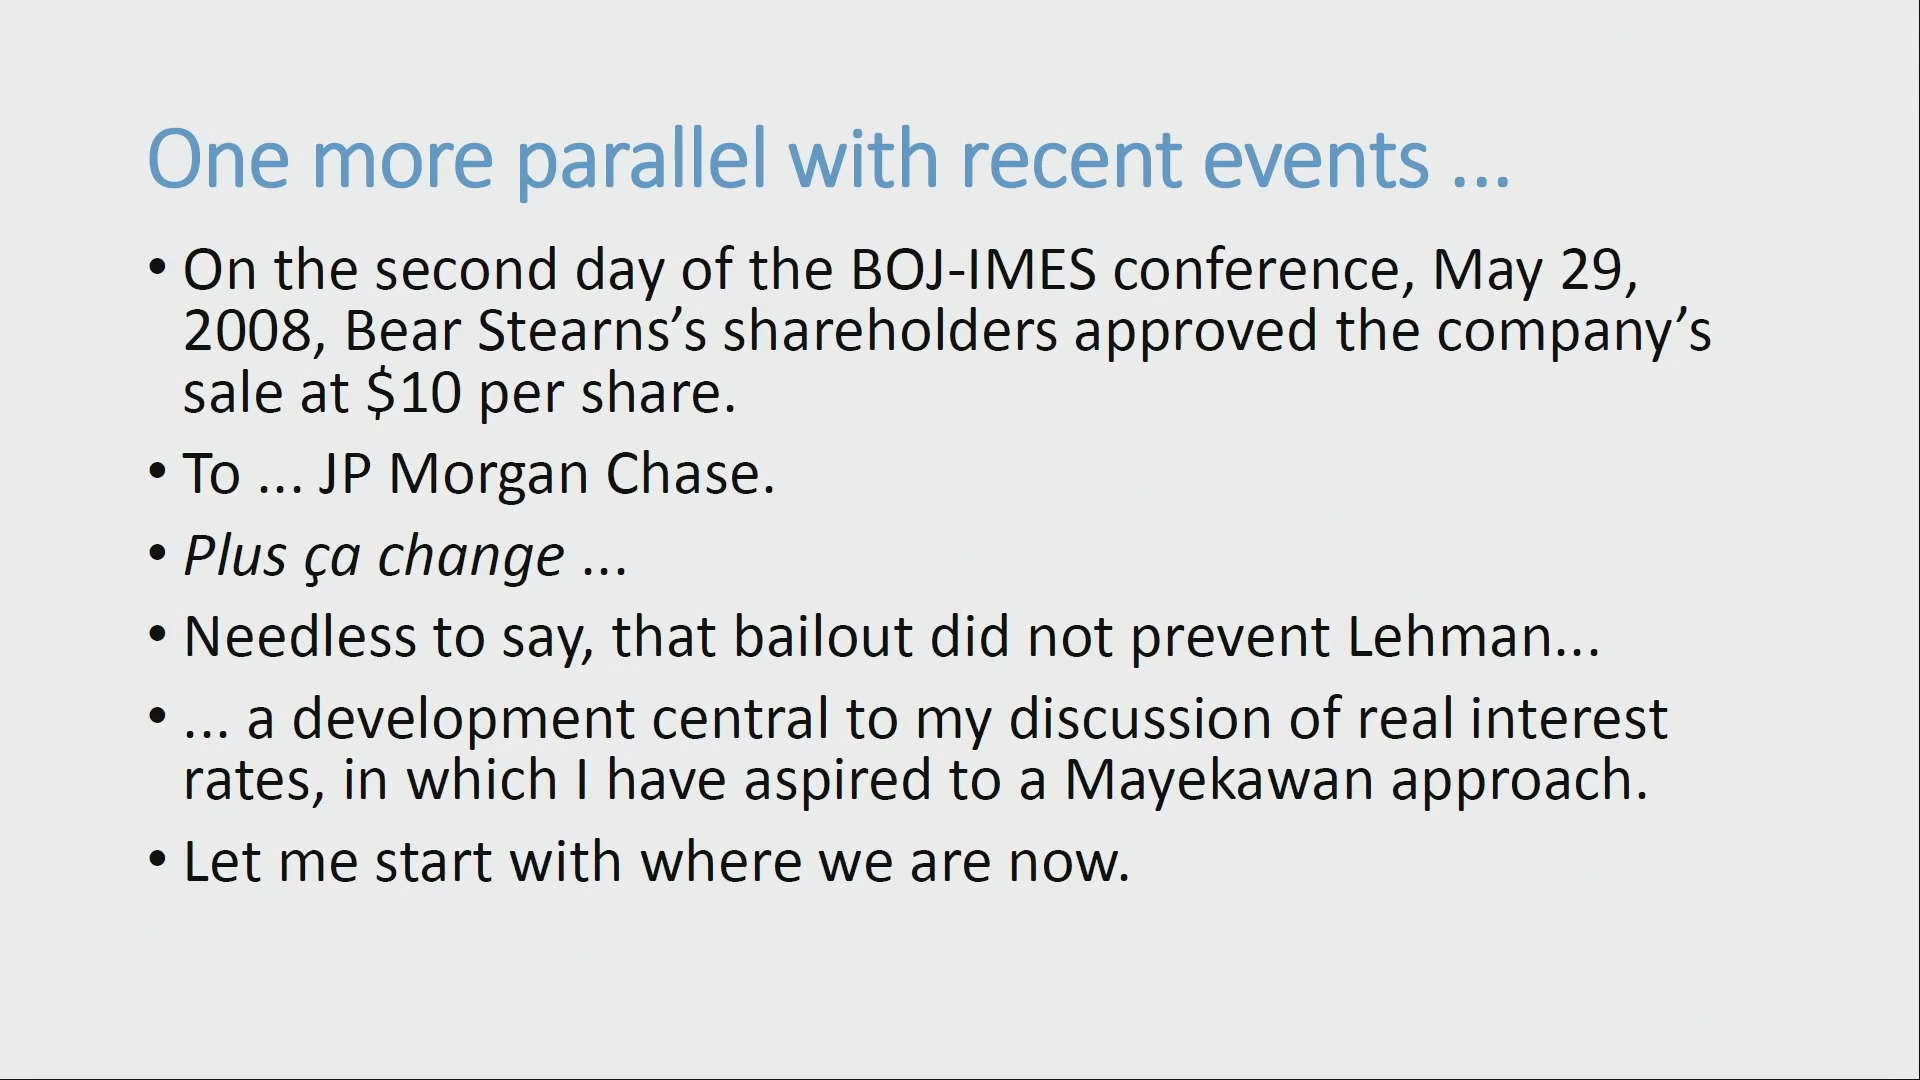 One more parallel with recent events ...
• On the second day of the BOJ-IMES conference, May 29,
2008, Bear Stearns’s shareholders approved the company’s
sale at $10 per share.
• To ... JP Morgan Chase.
• Plus ça change ...
• Needless to say, that bailout did not prevent Lehman...
• ... a development central to my discussion of real interest
rates, in which I have aspired to a Mayekawan approach.
• Let me start with where we are now.